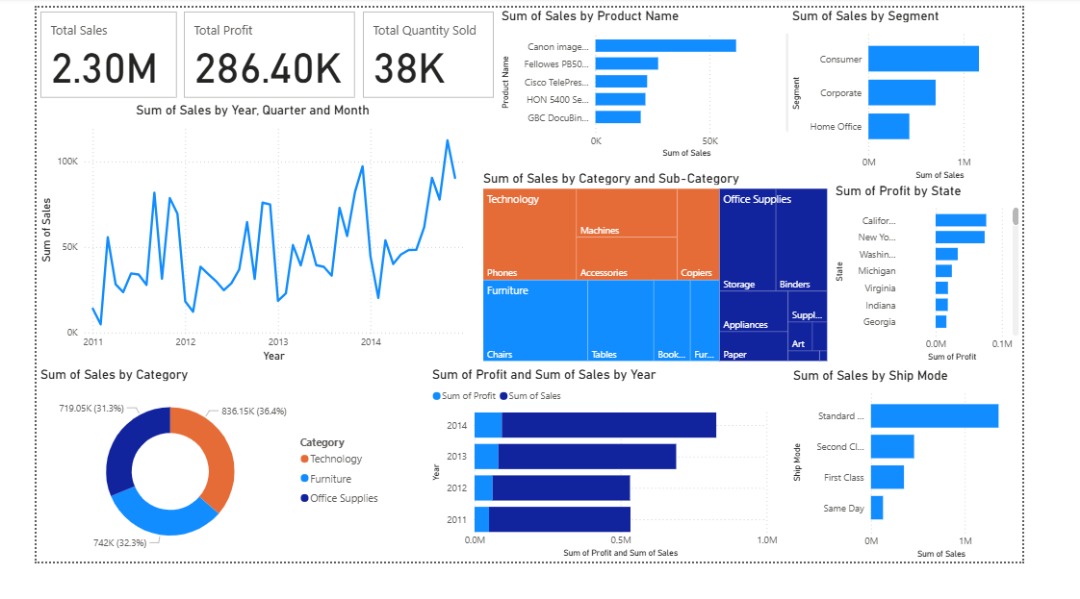 Total Sales
2.30M
Total Profit
286.40K
Total Quantity Sold
38K
Sum of Sales by Product Name
Product Name
Canon image...
Fellowes PB50...
Cisco TelePres...
HON 5400 Se...
GBC DocuBin...
0K 50K
Sum of Sales
Sum of Sales by Segment
Segment
Consumer
Corporate
Home Office
0M 1M
Sum of Sales
Sum of Sales by Year, Quarter and Month
Sum of Sales
100K
50K
0K
2011 2012 2013 2014
Year
Sum of Sales by Category and Sub-Category
Technology
Phones
Machines
Accessories
Copiers
Furniture
Chairs
Tables
Book...
Fur...
Office Supplies
Storage
Binders
Appliances
Suppl...
Art
Paper
Sum of Profit by State
State
Califor...
New Yo...
Washin...
Michigan
Virginia
Indiana
Georgia
0.0M 0.1M
Sum of Profit
Sum of Sales by Category
719.05K (31.3%)
836.15K (36.4%)
742K (32.3%)
Category
Technology
Furniture
Office Supplies
Sum of Profit and Sum of Sales by Year
Sum of Profit Sum of Sales
Year
2014
2013
2012
2011
0.0M 0.5M 1.0M
Sum of Profit and Sum of Sales
Sum of Sales by Ship Mode
Ship Mode
Standard ...
Second Cl...
First Class
Same Day
0M 1M
Sum of Sales